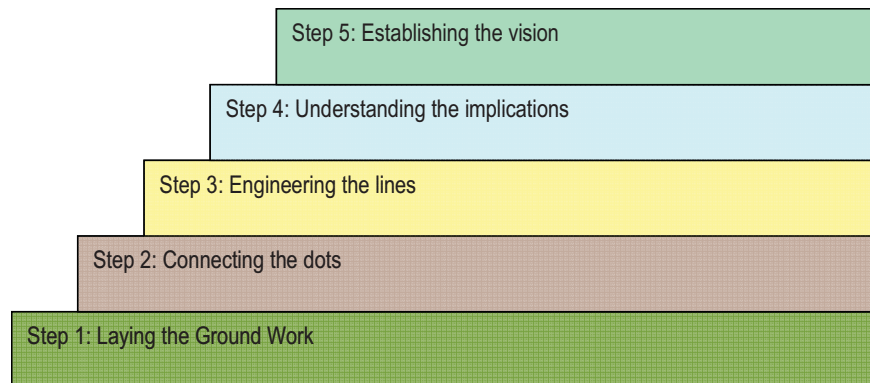 Step 5: Establishing the vision
Step 4: Understanding the implications
Step 3: Engineering the lines
Step 2: Connecting the dots
Step 1: Laying the Ground Work